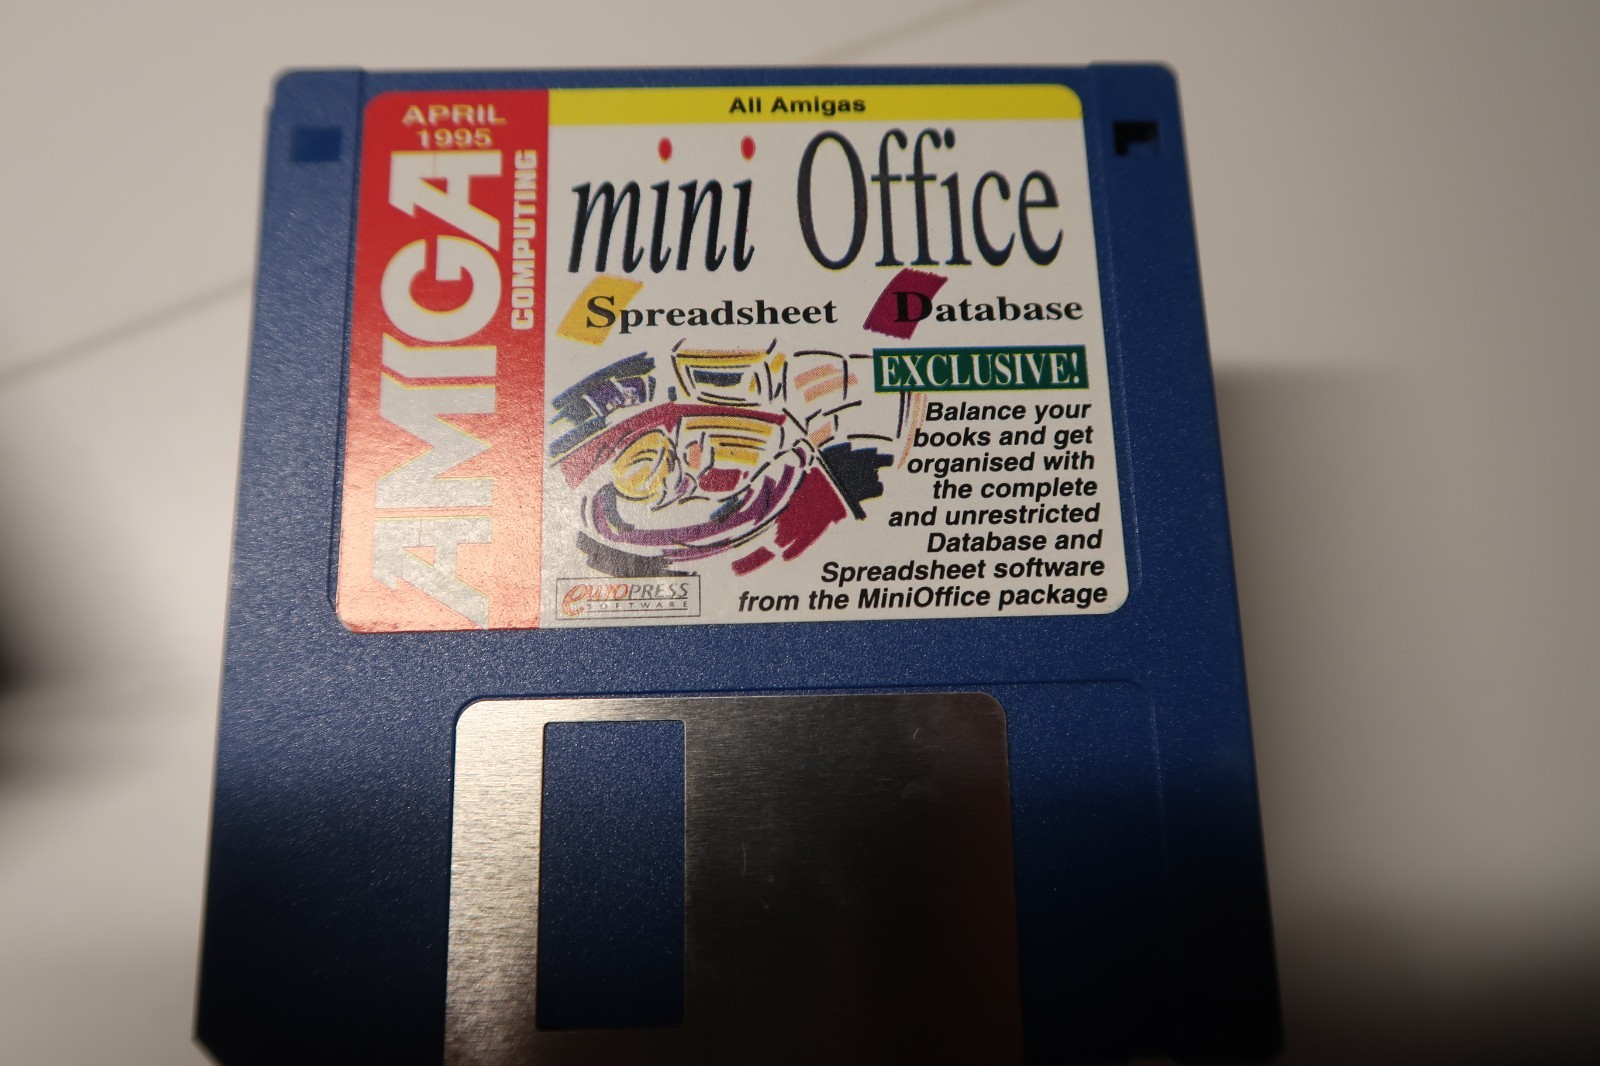 APRIL
1995
AMIGA
COMPUTING
All Amigas
mini Office
Spreadsheet
Database
EXCLUSIVE!
Balance your
books and get
organised with
the complete
and unrestricted
Database and
Spreadsheet software
from the MiniOffice package
euroPRESS
SOFTWARE